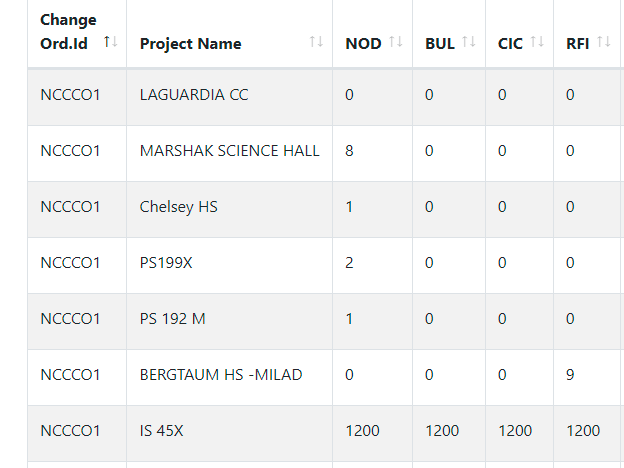 Change
Ord.Id Project Name NOD BUL CIC RFI
NCCCO1 LAGUARDIA CC 0 0 0 0
NCCCO1 MARSHAK SCIENCE HALL 8 0 0 0
NCCCO1 Chelsey HS 1 0 0 0
NCCCO1 PS199X 2 0 0 0
NCCCO1 PS 192 M 1 0 0 0
NCCCO1 BERGTAUM HS -MILAD 0 0 0 9
NCCCO1 IS 45X 1200 1200 1200 1200